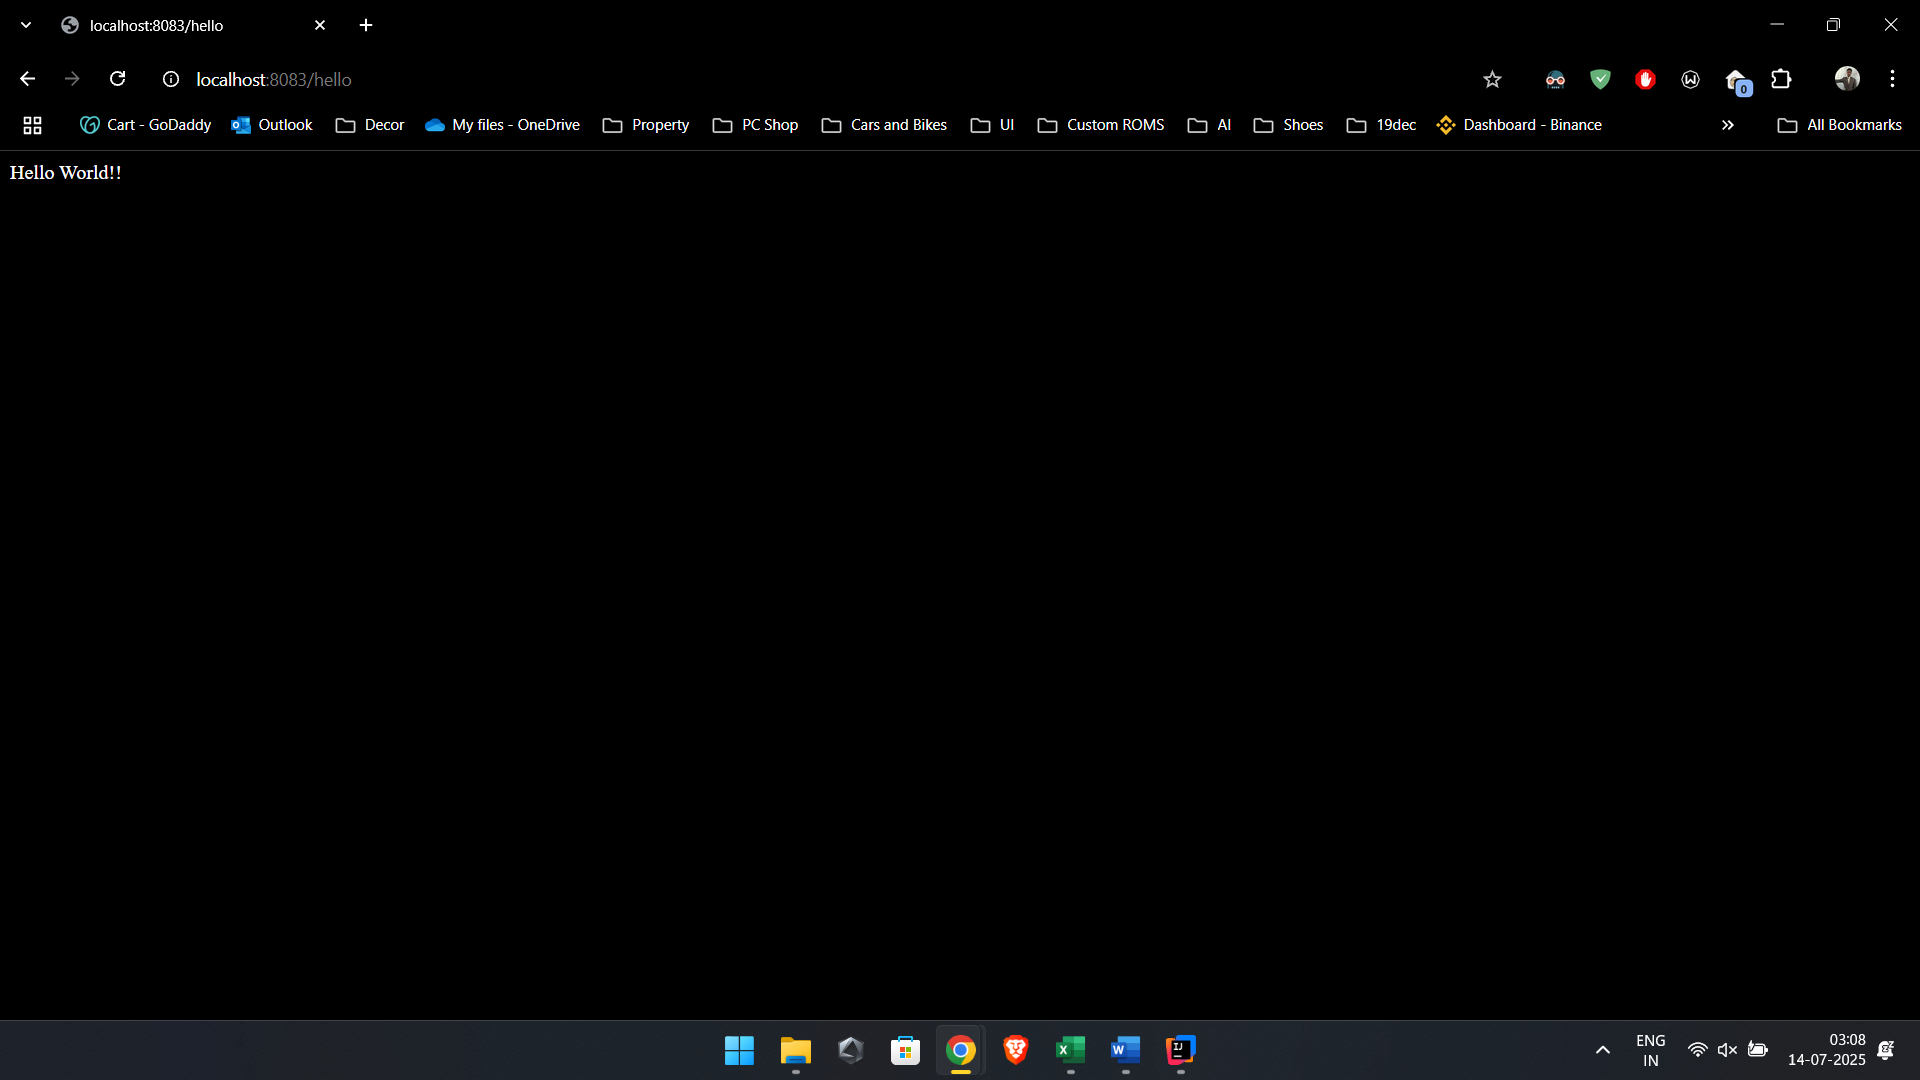 localhost:8083/hello
localhost:8083/hello
0
Cart - GoDaddy Outlook Decor My files - OneDrive Property PC Shop Cars and Bikes UI Custom ROMS AI Shoes 19dec Dashboard - Binance All Bookmarks
Hello World!!
ENG 03:08
IN 14-07-2025